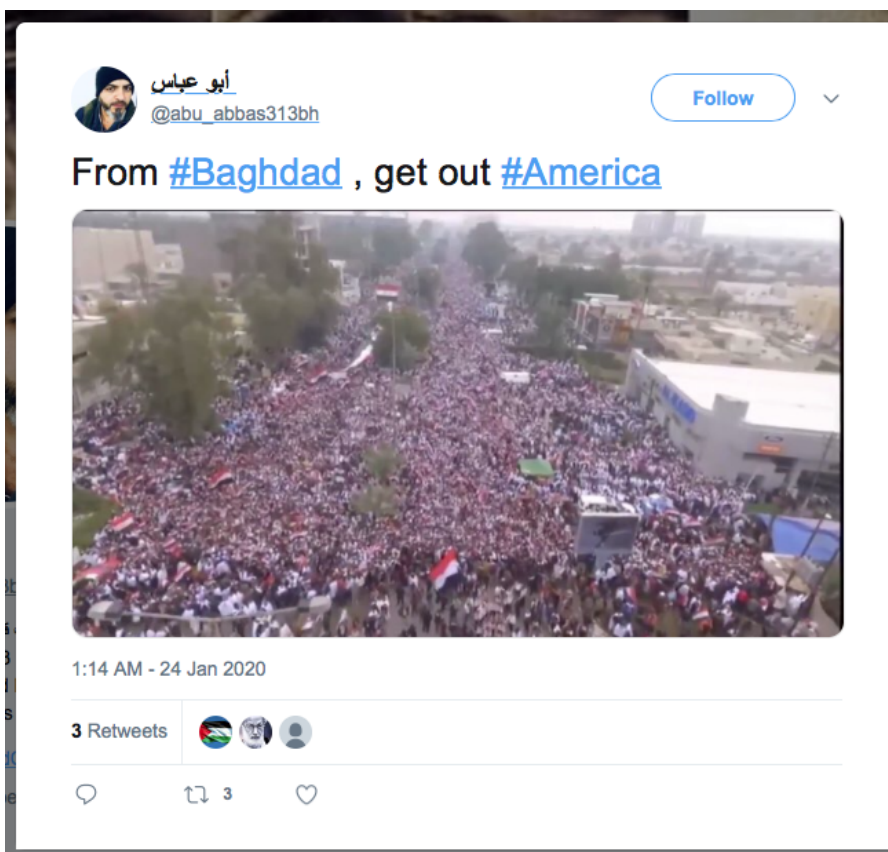 أبو عباس
@abu_abbas313bh
Follow
From #Baghdad , get out #America
1:14 AM - 24 Jan 2020
3 Retweets
3